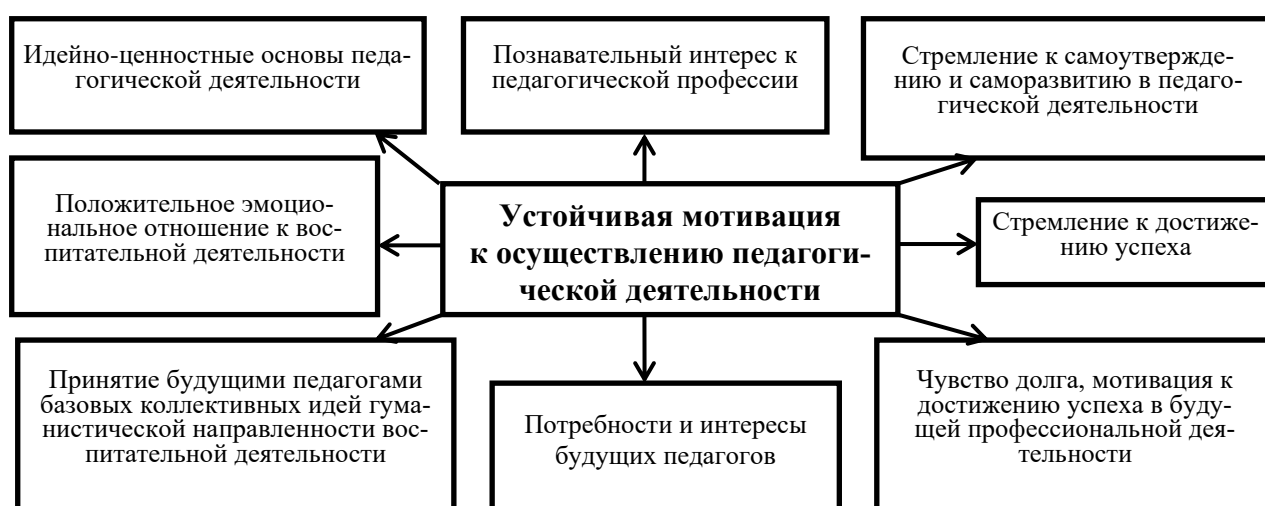 Идейно-ценностные основы педа-
гогической деятельности
Познавательный интерес к
педагогической профессии
Стремление к самоутвержде-
нию и саморазвитию в педаго-
гической деятельности
Положительное эмоцио-
нальное отношение к вос-
питательной деятельности
Устойчивая мотивация
к осуществлению педагоги-
ческой деятельности
Стремление к достиже-
нию успеха
Принятие будущими педагогами
базовых коллективных идей гума-
нистической направленности вос-
питательной деятельности
Потребности и интересы
будущих педагогов
Чувство долга, мотивация к
достижению успеха в буду-
щей профессиональной дея-
тельности